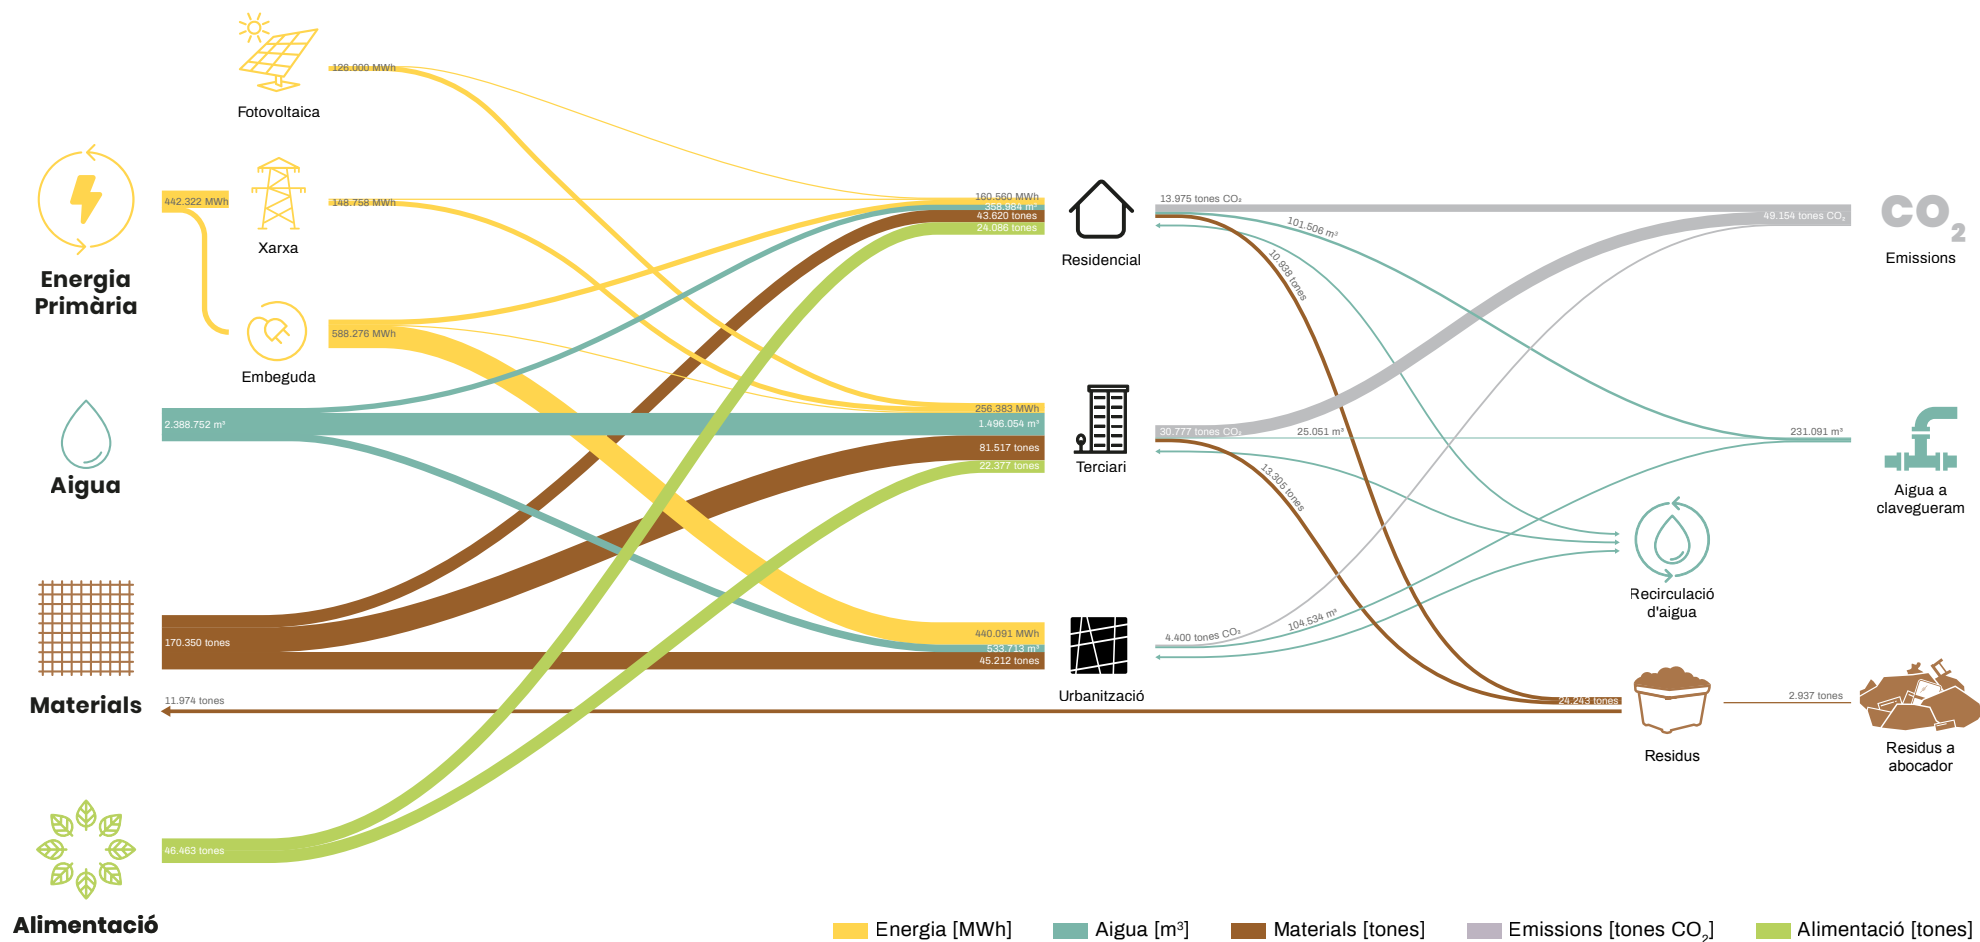 126.000 MWh
Fotovoltaica
442.322 MWh
148.758 MWh
Xarxa
Energia
Primària
588.276 MWh
Embeguda
2.388.752 m³
Aigua
170.350 tones
Materials
11.974 tones
46.463 tones
Alimentació
160.560 MWh
358.984 m³
43.620 tones
24.086 tones
Residencial
256.383 MWh
1.496.054 m³
81.517 tones
22.377 tones
Terciari
440.091 MWh
533.713 m³
45.212 tones
Urbanització
13.975 tones CO₂
101.506 m³
10.938 tones
30.777 tones CO₂
25.051 m³
13.305 tones
4.400 tones CO₂
104.534 m³
49.154 tones CO₂
CO₂
Emissions
231.091 m³
Aigua a
clavegueram
Recirculació
d'aigua
24.243 tones
Residus
2.937 tones
Residus a
abocador
Energia [MWh]
Aigua [m³]
Materials [tones]
Emissions [tones CO₂]
Alimentació [tones]